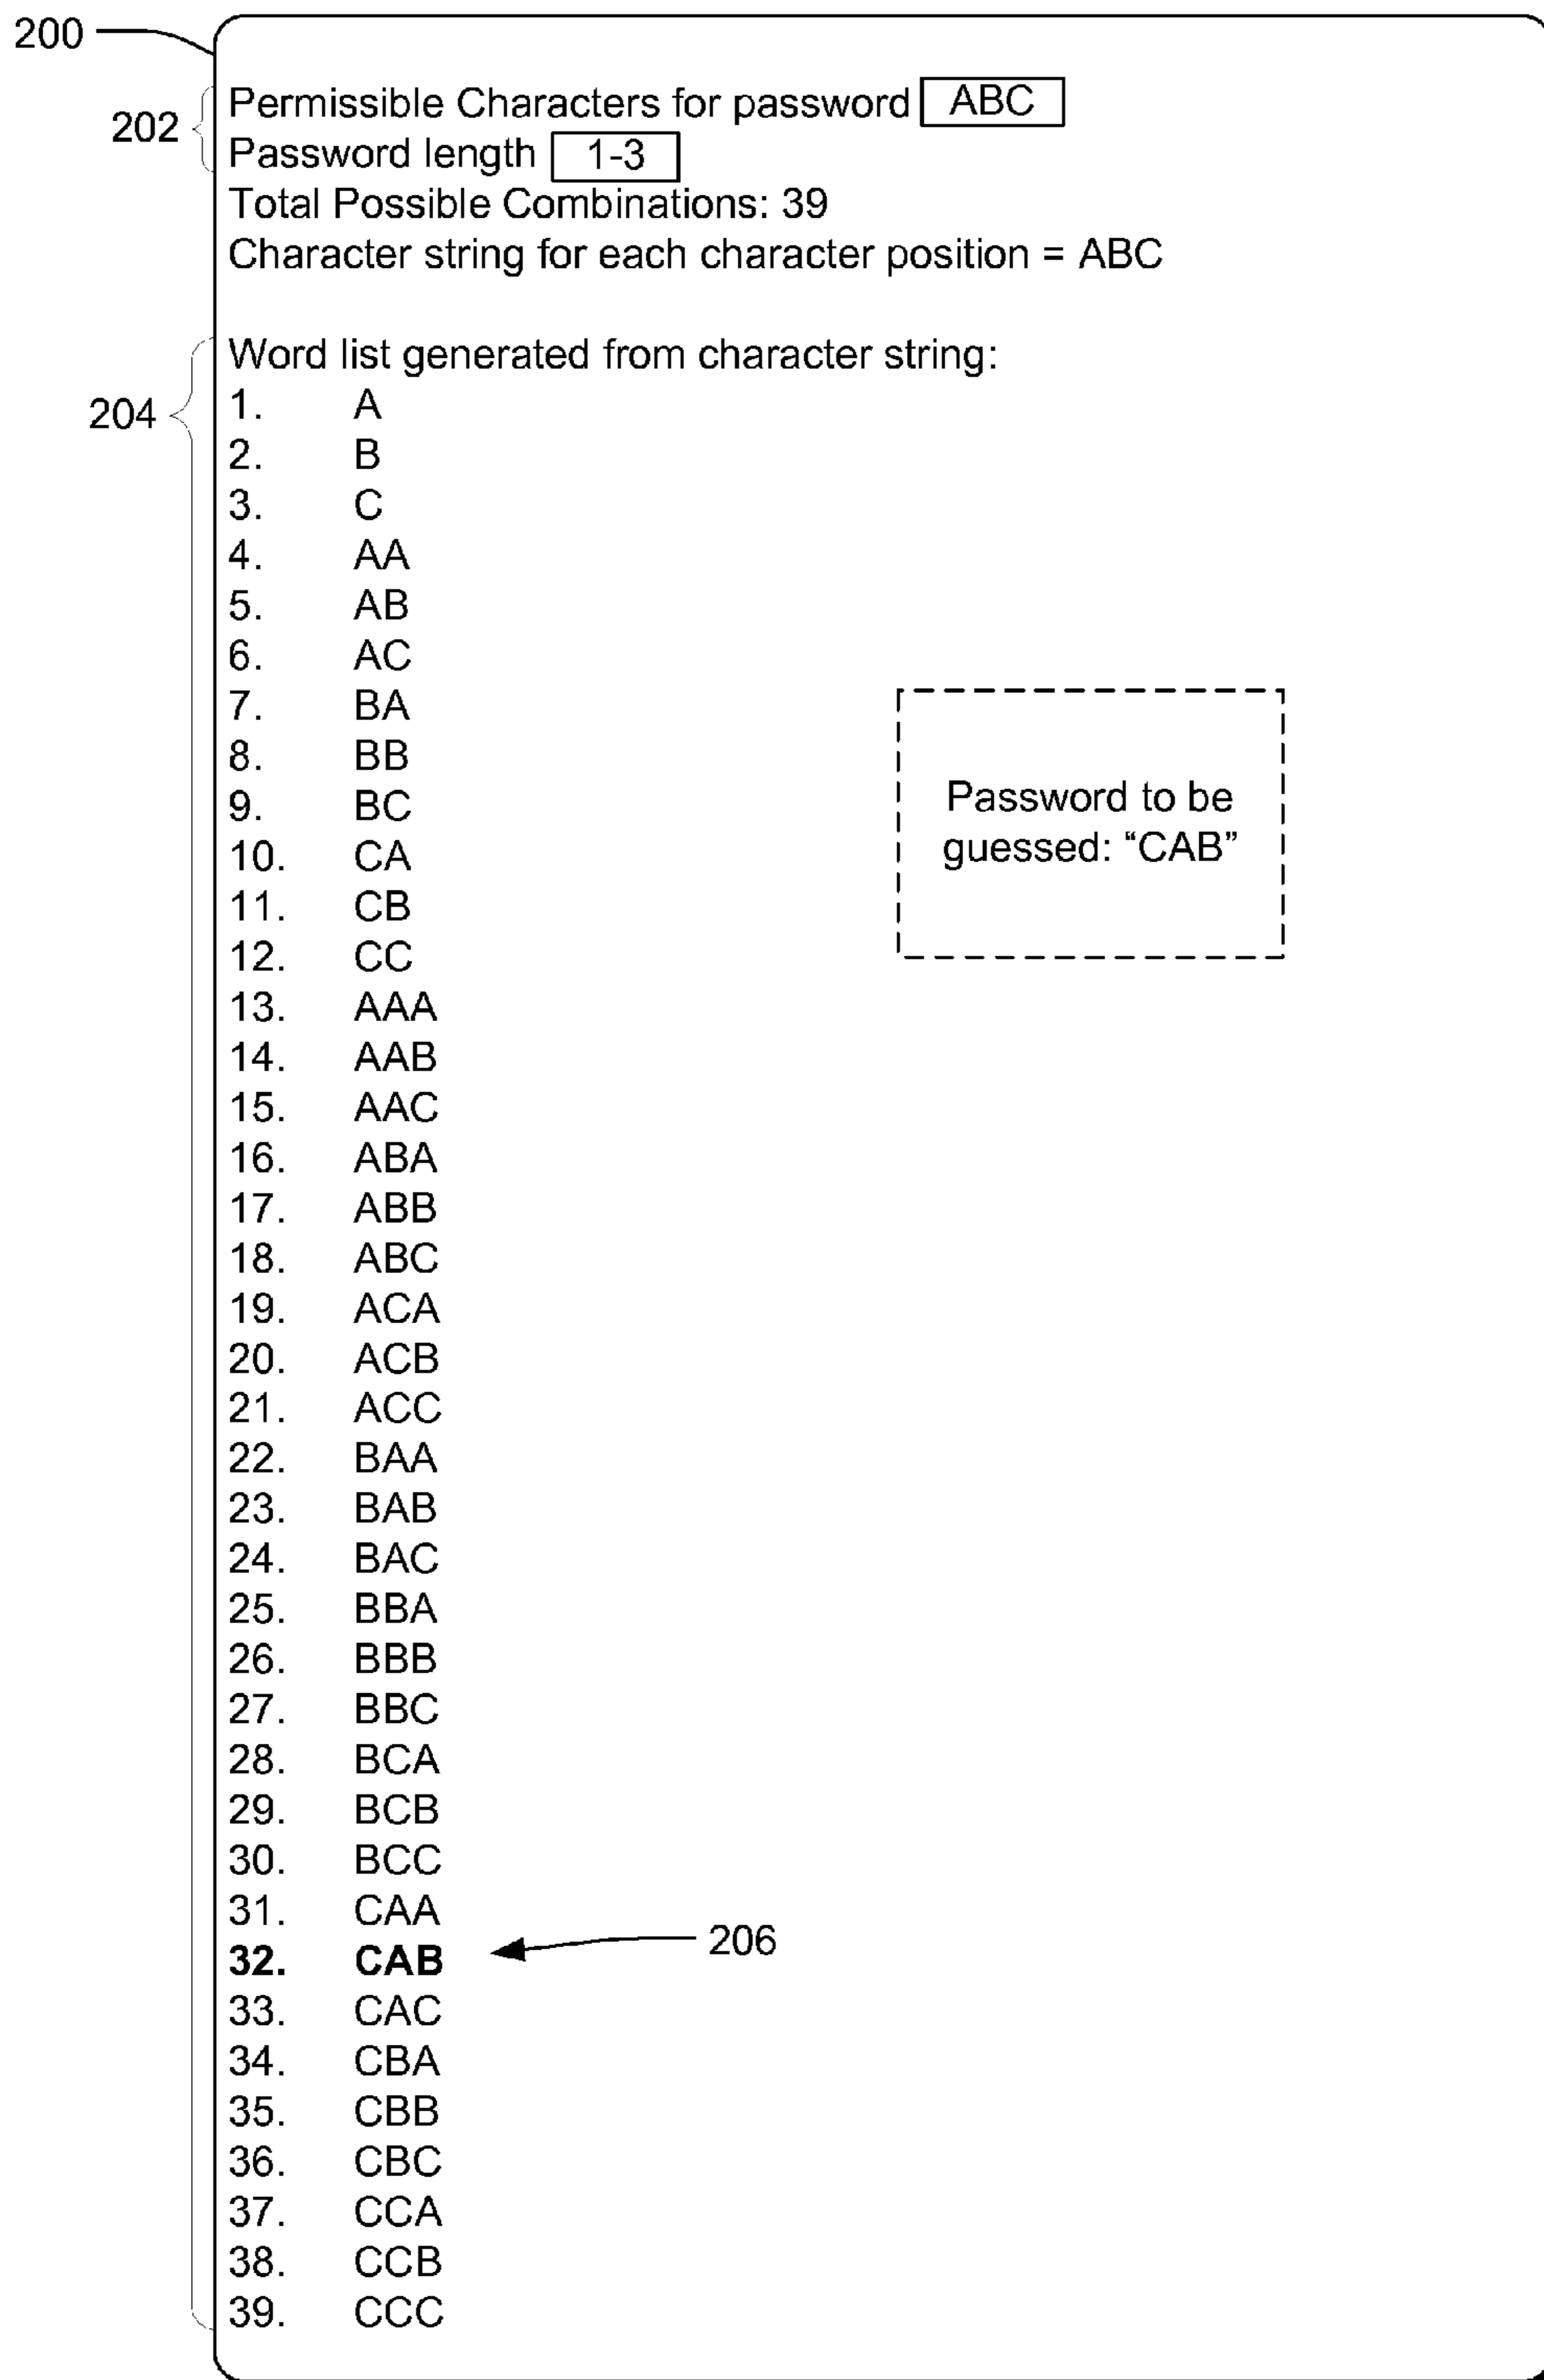 200
202
Permissible Characters for password ABC
Password length 1-3
Total Possible Combinations: 39
Character string for each character position = ABC
204
Word list generated from character string:
1. A
2. B
3. C
4. AA
5. AB
6. AC
7. BA
8. BB
9. BC
10. CA
11. CB
12. CC
13. AAA
14. AAB
15. AAC
16. ABA
17. ABB
18. ABC
19. ACA
20. ACB
21. ACC
22. BAA
23. BAB
24. BAC
25. BBA
26. BBB
27. BBC
28. BCA
29. BCB
30. BCC
31. CAA
32. CAB
33. CAC
34. CBA
35. CBB
36. CBC
37. CCA
38. CCB
39. CCC
Password to be
guessed: “CAB”
206